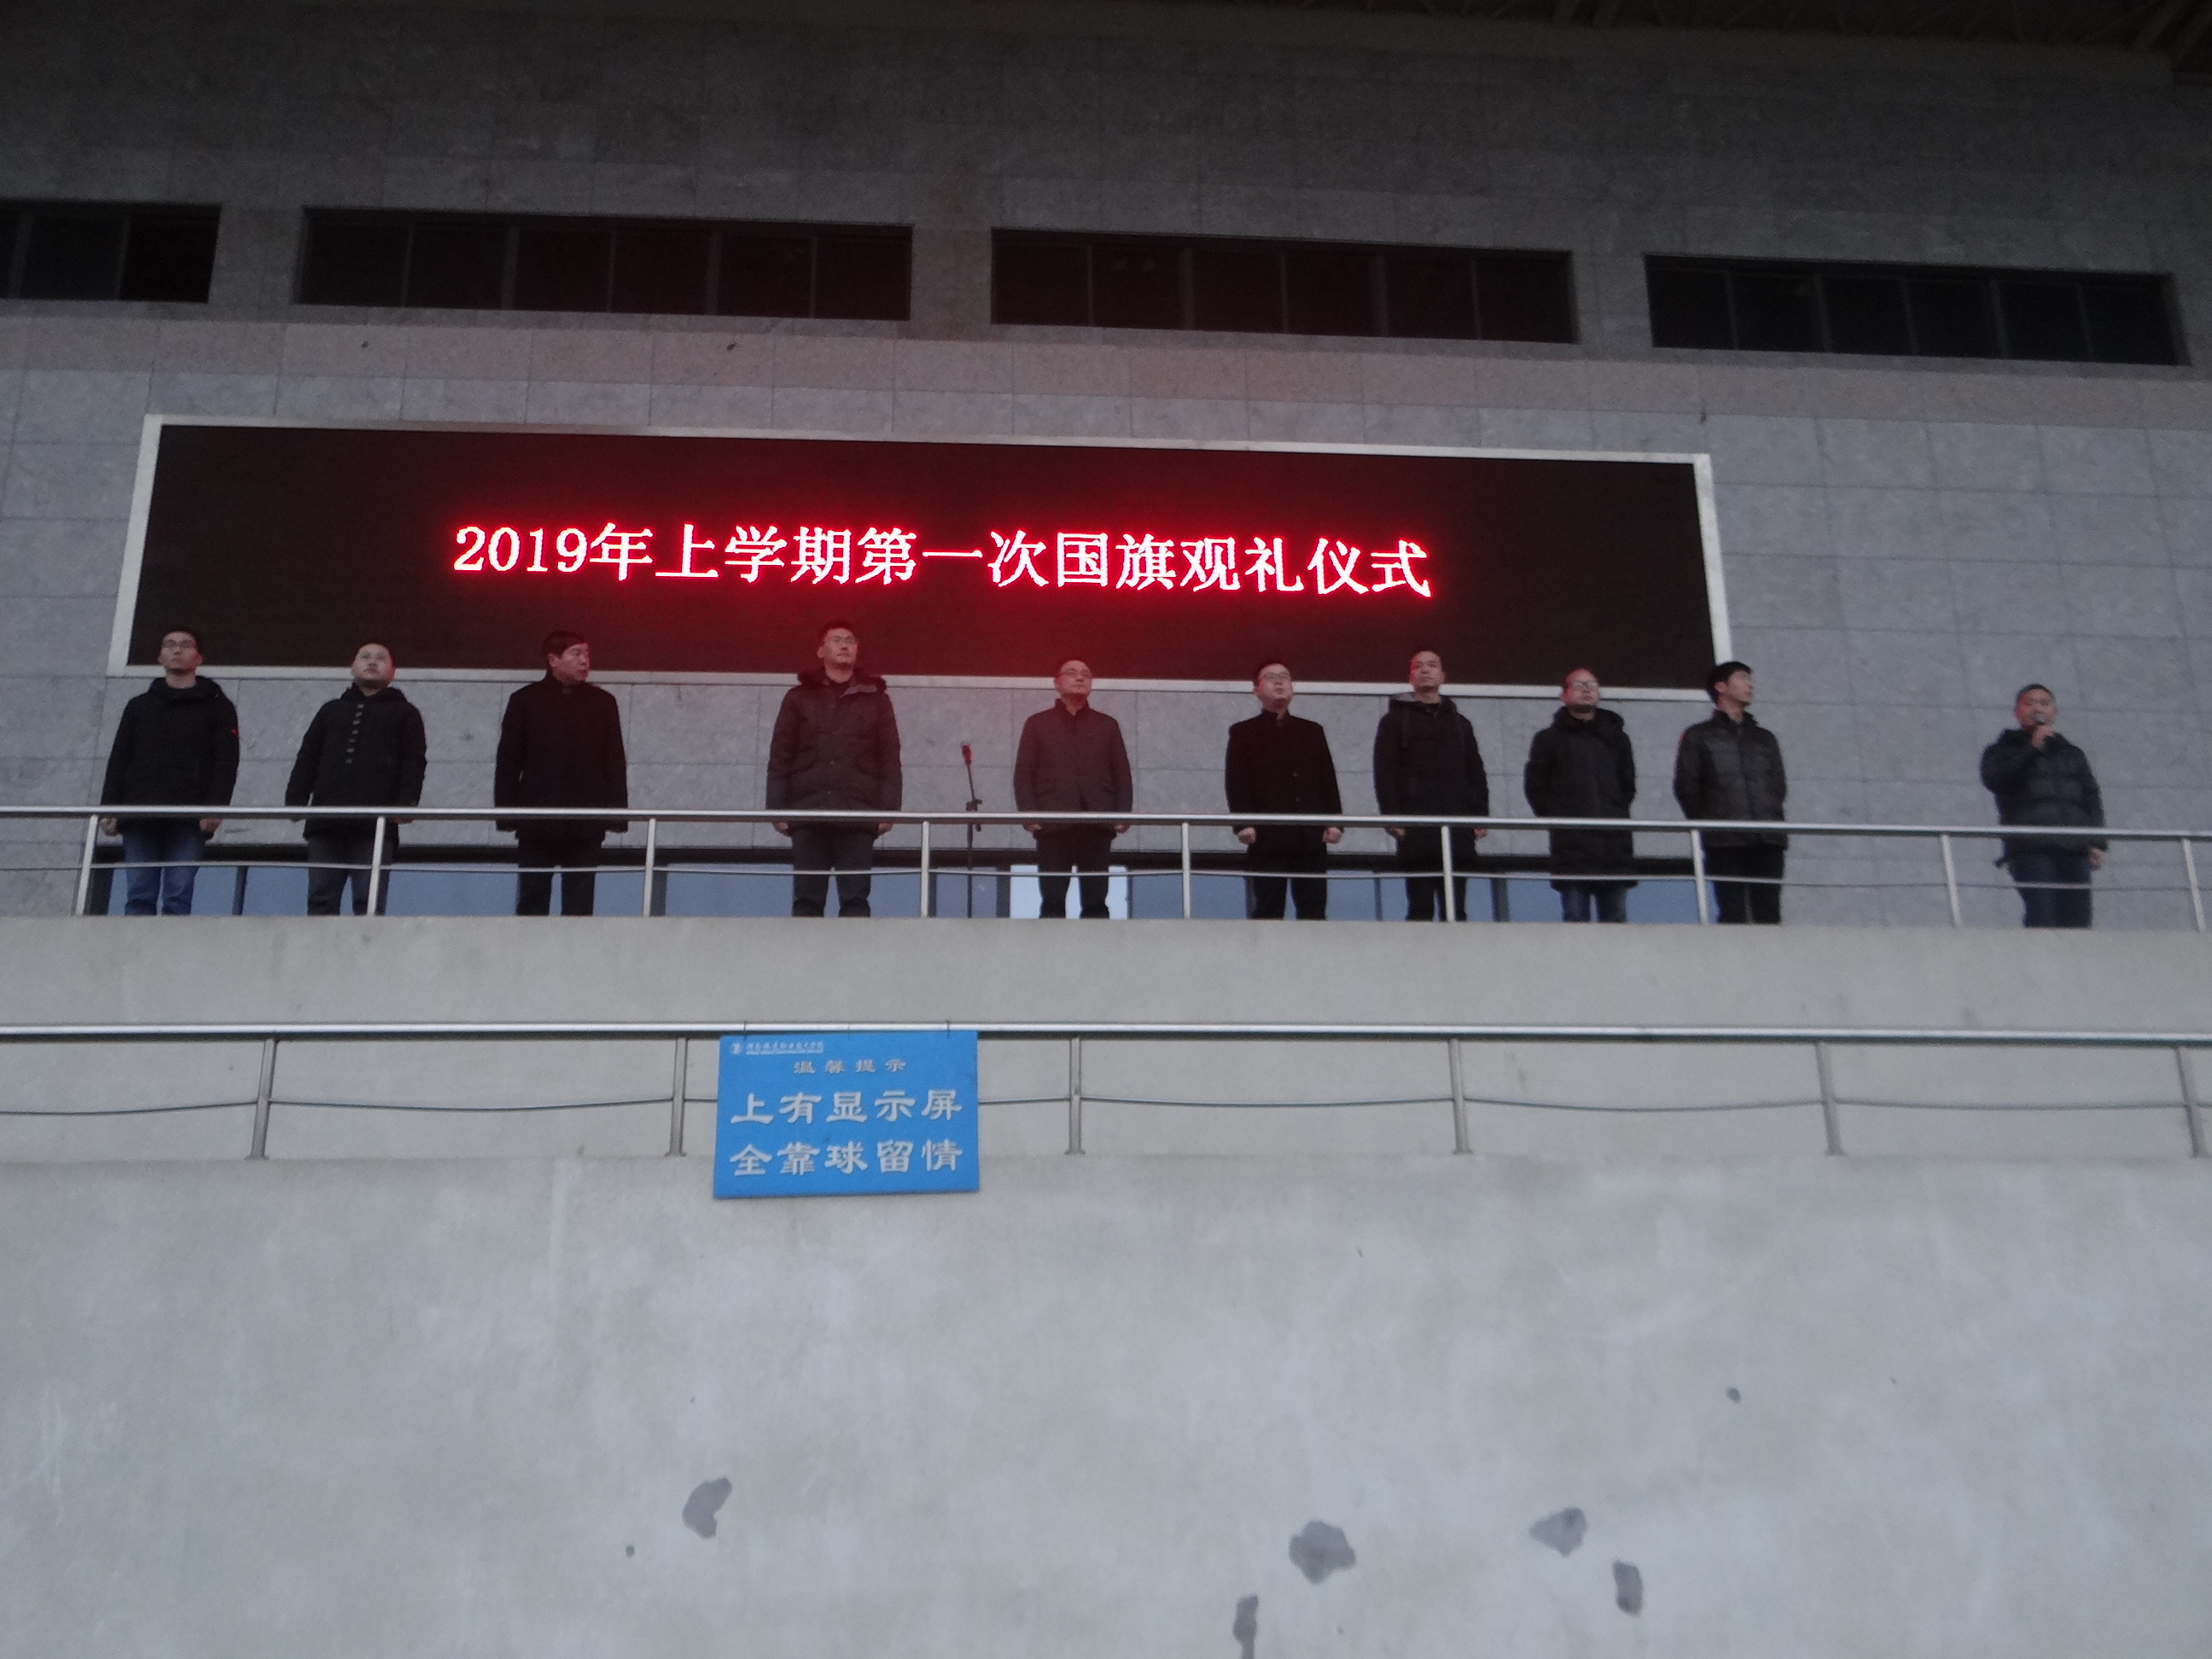 2019年上学期第一次国旗观礼仪式
温馨提示
上有显示屏
全靠球留情